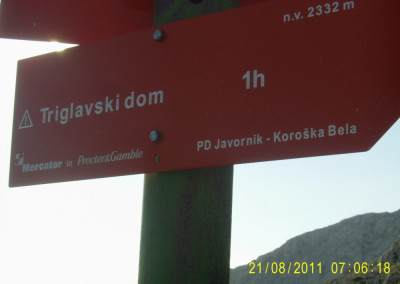 n.v. 2332 m
Triglavski dom 1h
PD Javornik - Koroška Bela
Mercator in Procter&Gamble
21/08/2011 07:06:18